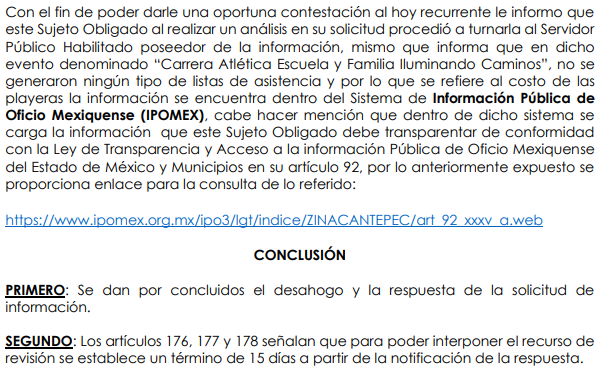 Con el fin de poder darle una oportuna contestación al hoy recurrente le informo que
este Sujeto Obligado al realizar un análisis en su solicitud procedió a turnarla al Servidor
Público Habilitado poseedor de la información, mismo que informa que en dicho
evento denominado “Carrera Atlética Escuela y Familia Iluminando Caminos”, no se
generaron ningún tipo de listas de asistencia y por lo que se refiere al costo de las
playeras la información se encuentra dentro del Sistema de Información Pública de
Oficio Mexiquense (IPOMEX), cabe hacer mención que dentro de dicho sistema se
carga la información que este Sujeto Obligado debe transparentar de conformidad
con la Ley de Transparencia y Acceso a la información Pública de Oficio Mexiquense
del Estado de México y Municipios en su artículo 92, por lo anteriormente expuesto se
proporciona enlace para la consulta de lo referido:
https://www.ipomex.org.mx/ipo3/lgt/indice/ZINACANTEPEC/art_92_xxxv_a.web
CONCLUSIÓN
PRIMERO: Se dan por concluidos el desahogo y la respuesta de la solicitud de
información.
SEGUNDO: Los artículos 176, 177 y 178 señalan que para poder interponer el recurso de
revisión se establece un término de 15 días a partir de la notificación de la respuesta.